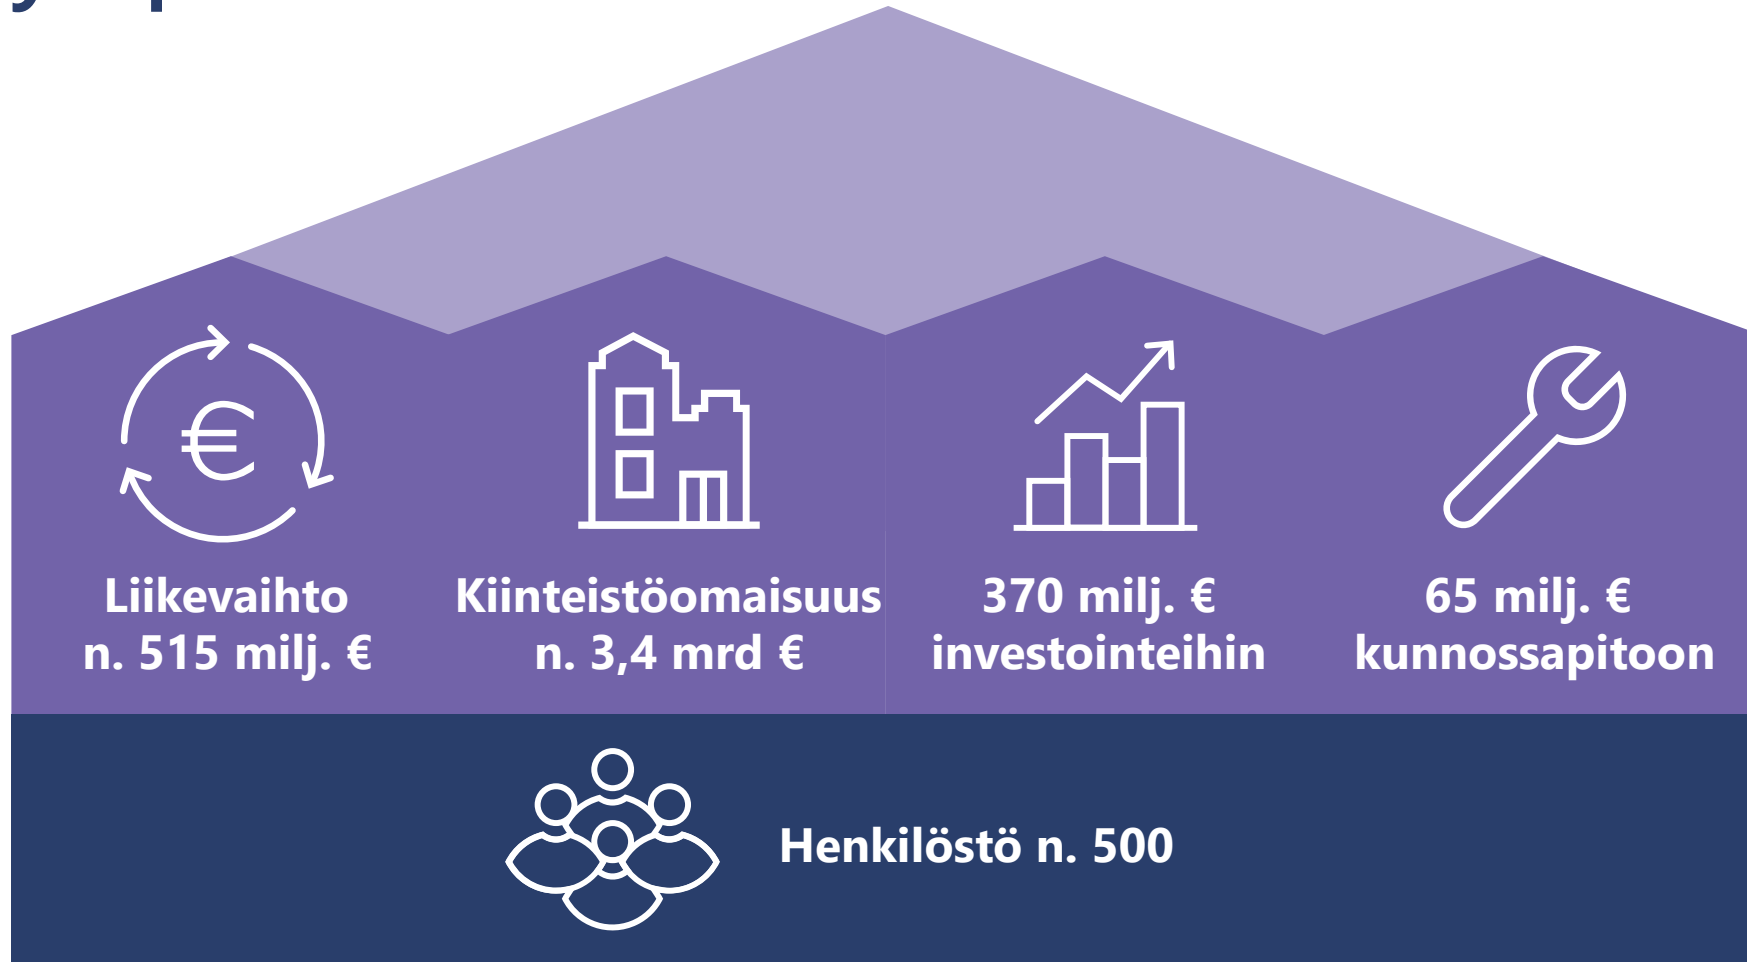 Liikevaihto
n. 515 milj. €
Kiinteistöomaisuus
n. 3,4 mrd €
370 milj. €
investointeihin
65 milj. €
kunnossapitoon
Henkilöstö n. 500